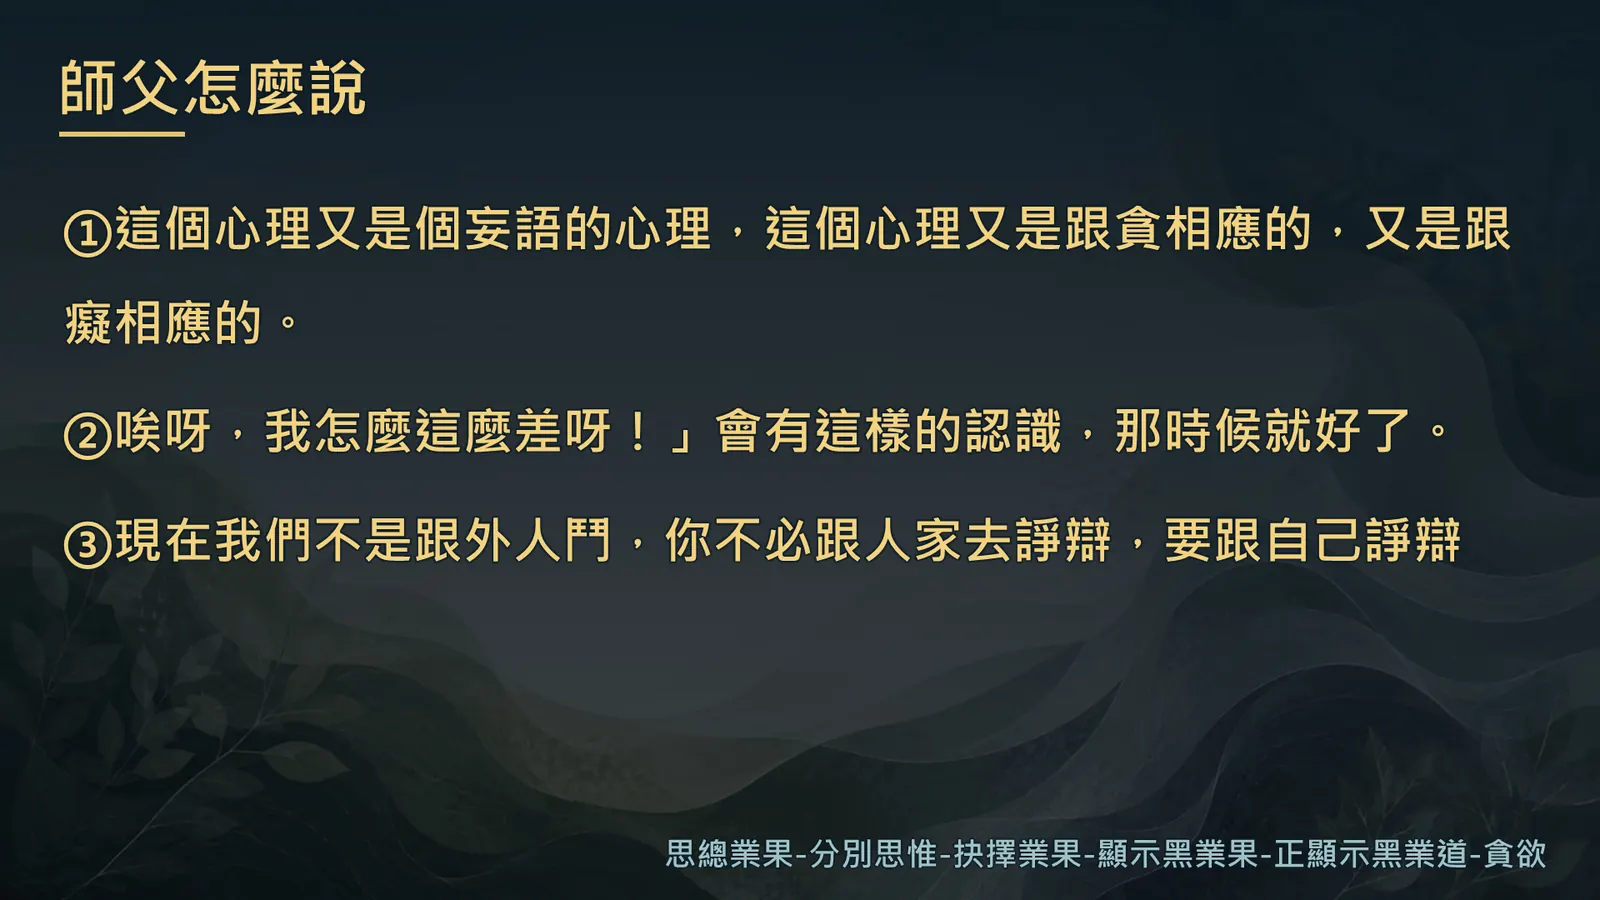 師父怎麼說
①這個心理又是個妄語的心理，這個心理又是跟貪相應的，又是跟
癡相應的。
②唉呀，我怎麼這麼差呀！」會有這樣的認識，那時候就好了。
③現在我們不是跟外人鬥，你不必跟人家去諍辯，要跟自己諍辯
思總業果-分別思惟-抉擇業果-顯示黑業果-正顯示黑業道-貪欲